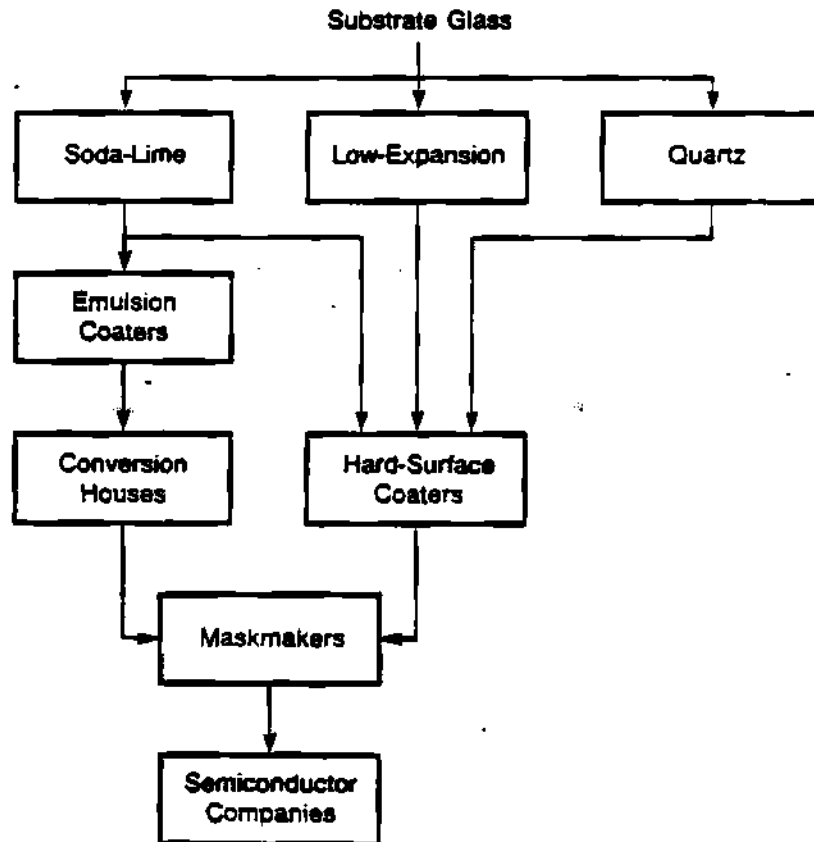 Substrate Glass
Soda-Lime
Low-Expansion
Quartz
Emulsion
Coaters
Conversion
Houses
Hard-Surface
Coaters
Maskmakers
Semiconductor
Companies